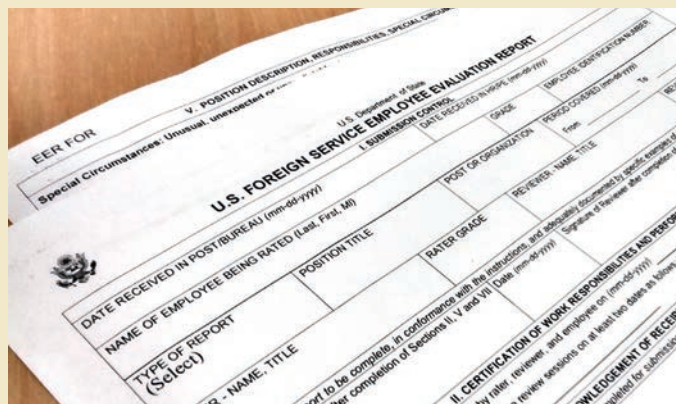 V. POSITION DESCRIPTION, RESPONSIBILITIES, SPECIAL
EER FOR
Special Circumstances: Unusual, unexpected or
U.S. Department of State
U.S. FOREIGN SERVICE EMPLOYEE EVALUATION REPORT
I. SUBMISSION CONTROL
DATE RECEIVED IN POST/BUREAU (mm-dd-yyyy)
DATE RECEIVED IN HR/PE (mm-dd-yyyy)
EMPLOYEE IDENTIFICATION NUMBER
NAME OF EMPLOYEE BEING RATED (Last, First, MI)
GRADE
PERIOD COVERED (mm-dd-yyyy)
From
To
TYPE OF REPORT
(Select)
POSITION TITLE
POST OR ORGANIZATION
- NAME, TITLE
RATER GRADE
REVIEWER - NAME, TITLE
port to be complete, in conformance with the instructions, and adequately documented by specific examples of
after completion of Sections II, V and VII
Date (mm-dd-yyyy)
Signature of Reviewer after completion of
II. CERTIFICATION OF WORK RESPONSIBILITIES AND
by rater, reviewer, and employee on (mm-dd-yyyy)
review sessions on at least two dates as follows
OF
for